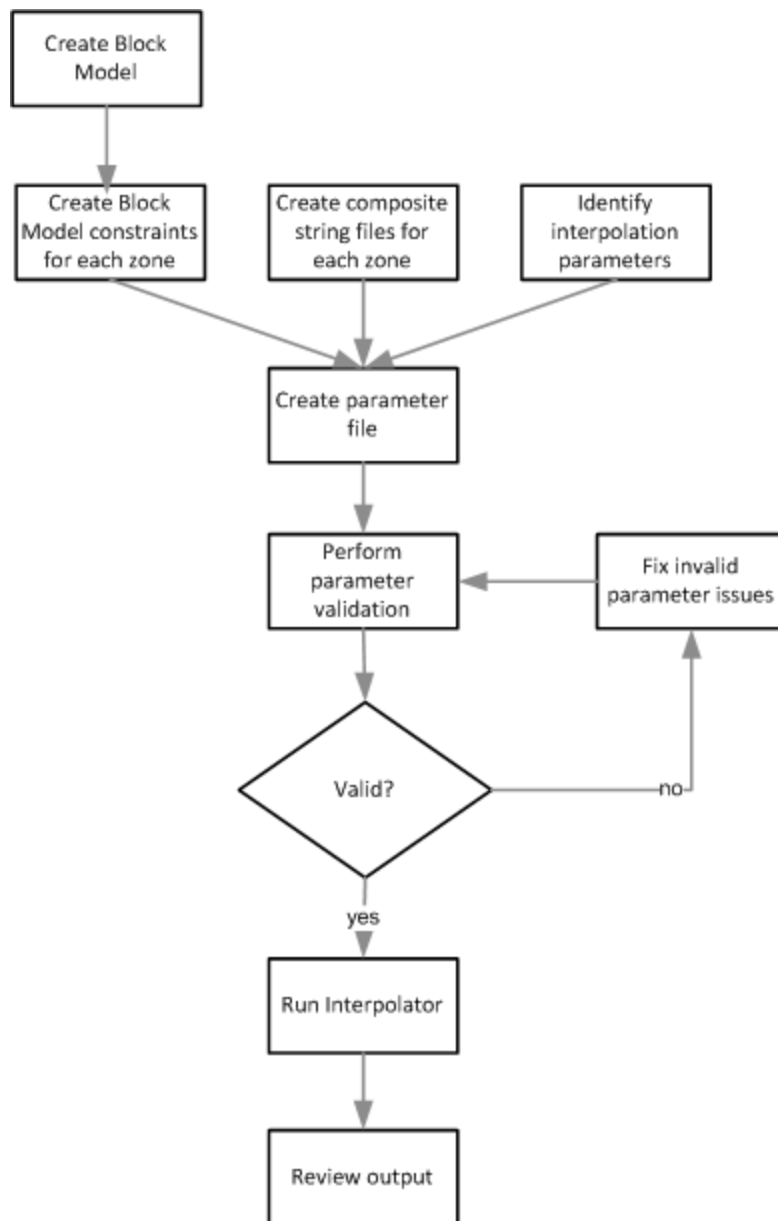 Create Block
Model
Create Block
Model constraints
for each zone
Create composite
string files for
each zone
Identify
interpolation
parameters
Create parameter
file
Perform
parameter
validation
Fix invalid
parameter issues
Valid?
no
yes
Run Interpolator
Review output